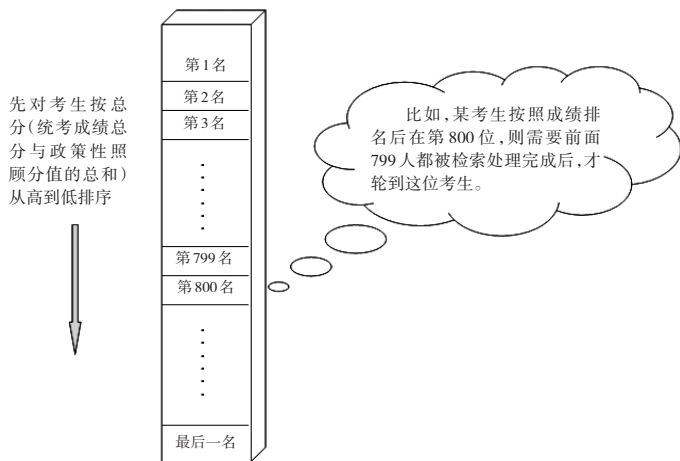 先对考生按总
分(统考成绩总
分与政策性照
顾分值的总和)
从高到低排序
第1名
第2名
第3名
第799名
第800名
最后一名
比如,某考生按照成绩排
名后在第800位,则需要前面
799人都被检索处理完成后,才
轮到这位考生。